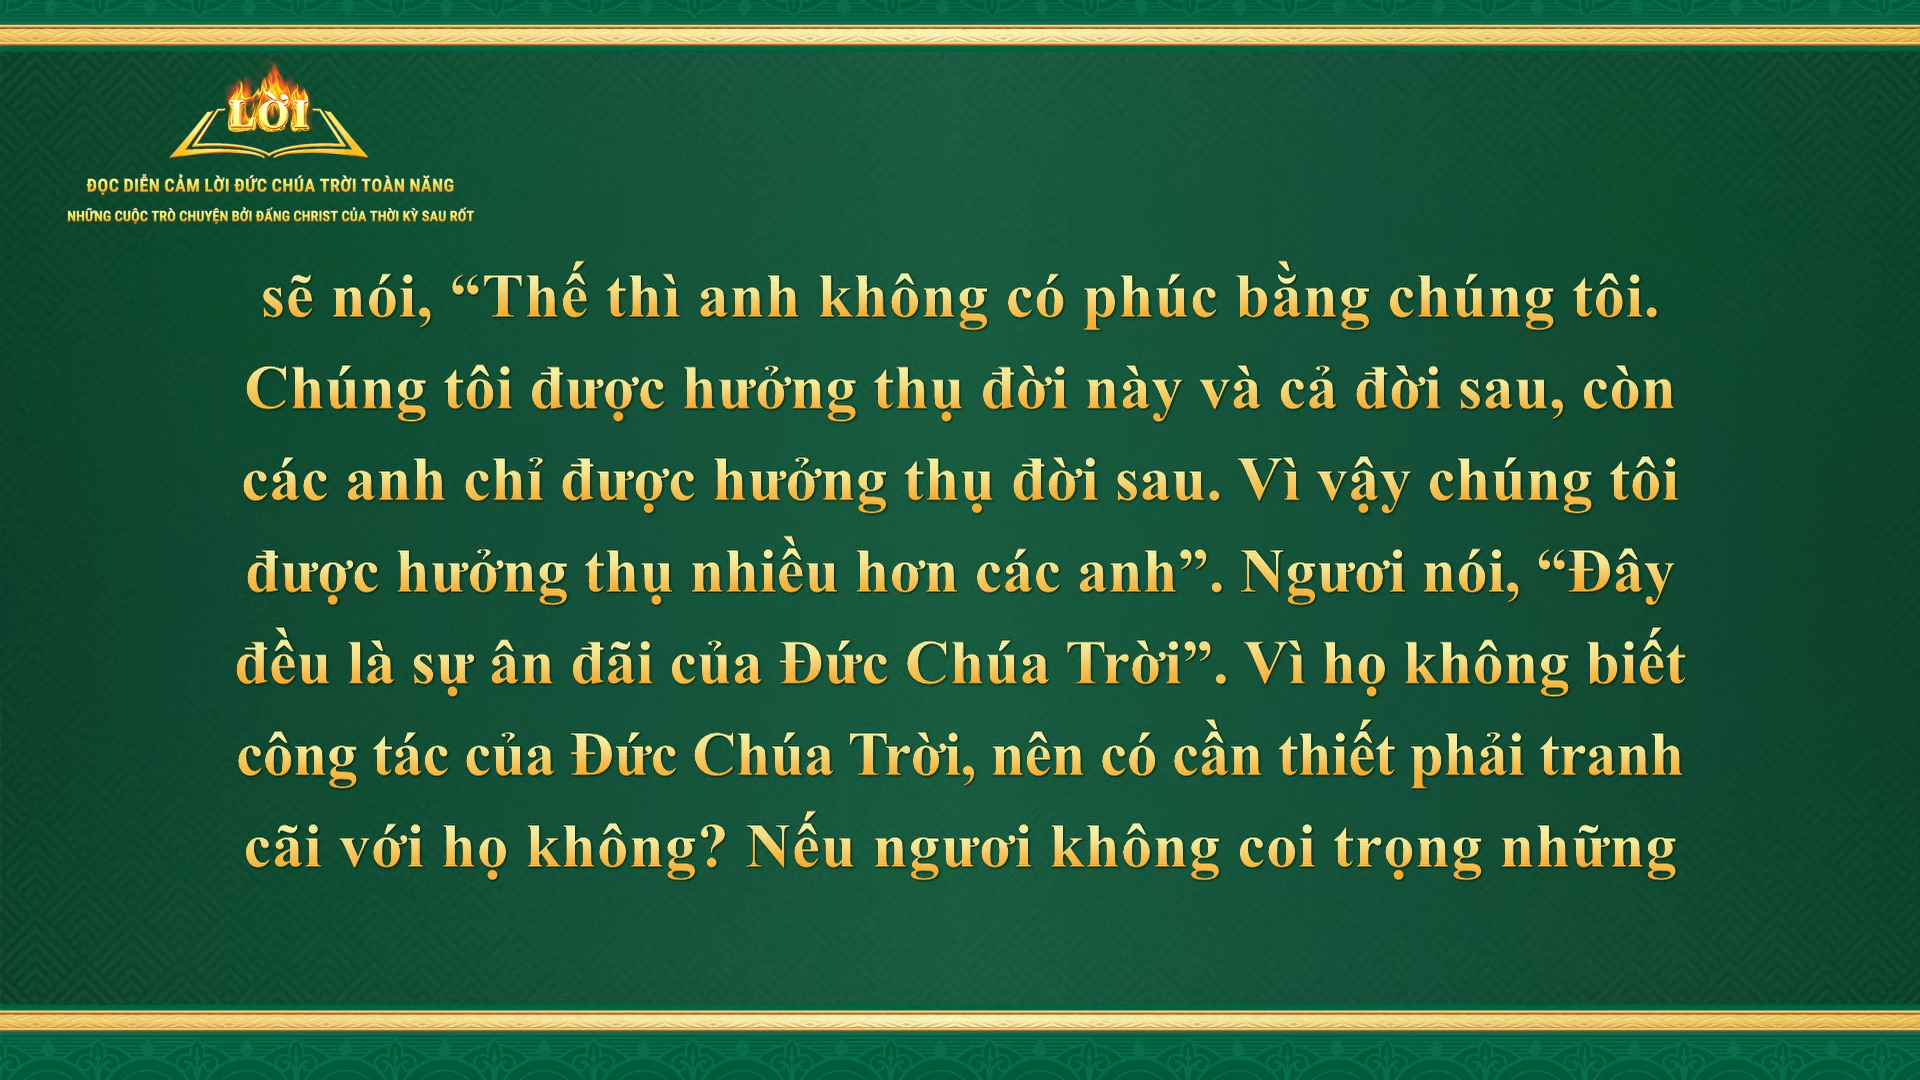 LỜI
ĐỌC DIỄN CẢM LỜI ĐỨC CHÚA TRỜI TOÀN NĂNG
NHỮNG CUỘC TRÒ CHUYỆN BỞI ĐẤNG CHRIST CỦA THỜI KỲ SAU RỐT
sẽ nói, “Thế thì anh không có phúc bằng chúng tôi.
Chúng tôi được hưởng thụ đời này và cả đời sau, còn
các anh chỉ được hưởng thụ đời sau. Vì vậy chúng tôi
được hưởng thụ nhiều hơn các anh”. Ngươi nói, “Đây
đều là sự ân đãi của Đức Chúa Trời”. Vì họ không biết
công tác của Đức Chúa Trời, nên có cần thiết phải tranh
cãi với họ không? Nếu ngươi không coi trọng những